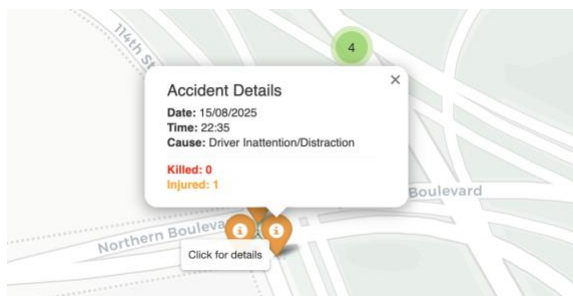 114th St
4
Accident Details
×
Date: 15/08/2025
Time: 22:35
Cause: Driver Inattention/Distraction
Killed: 0
Injured: 1
Boulevard
Northern Bouleva
Click for details